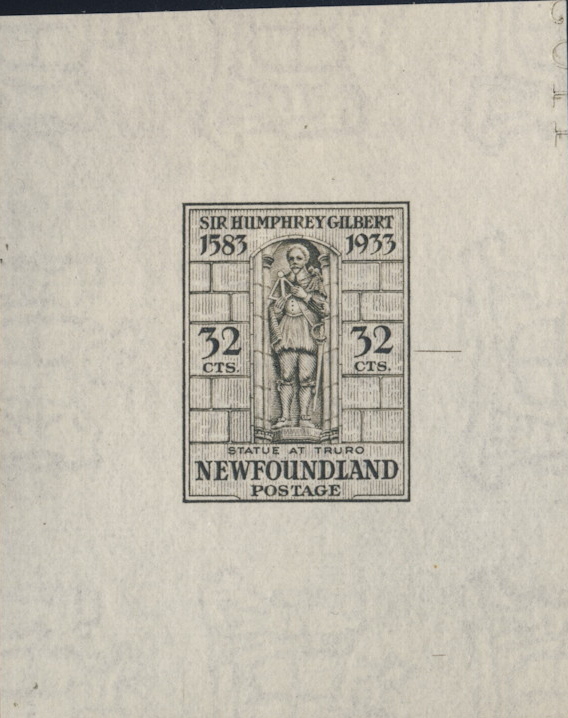 SIR HUMPHREY GILBERT
1583 1933
32 CTS.
32 CTS.
STATUE AT TRURO
NEWFOUNDLAND
POSTAGE